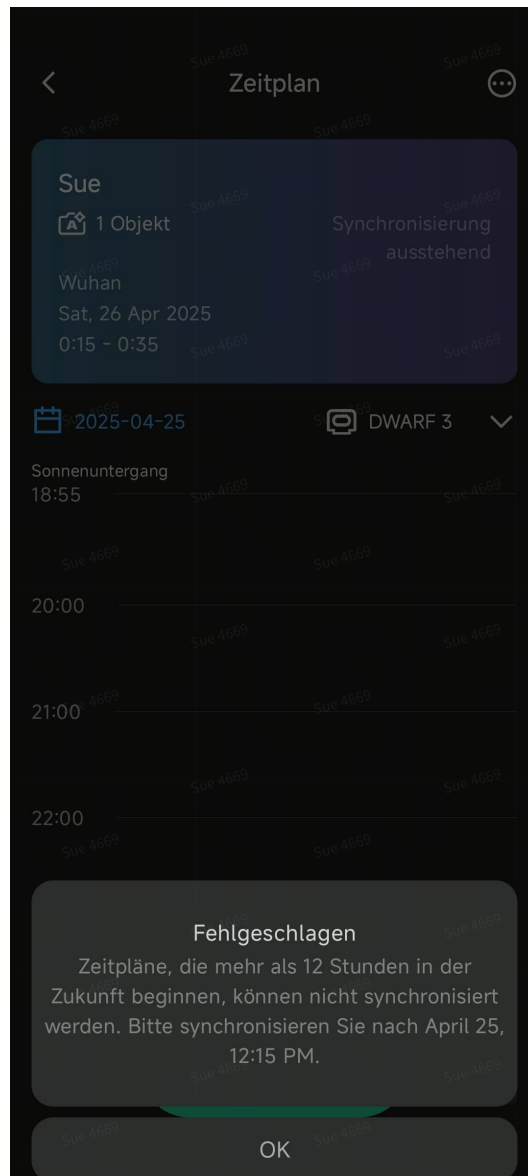 Zeitplan
Sue
1 Objekt
Synchronisierung
ausstehend
Wuhan
Sat, 26 Apr 2025
0:15 - 0:35
2025-04-25
DWARF 3
Sonnenuntergang
18:55
20:00
21:00
22:00
Fehlgeschlagen
Zeitpläne, die mehr als 12 Stunden in der
Zukunft beginnen, können nicht synchronisiert
werden. Bitte synchronisieren Sie nach April 25,
12:15 PM.
OK
Sue 4669